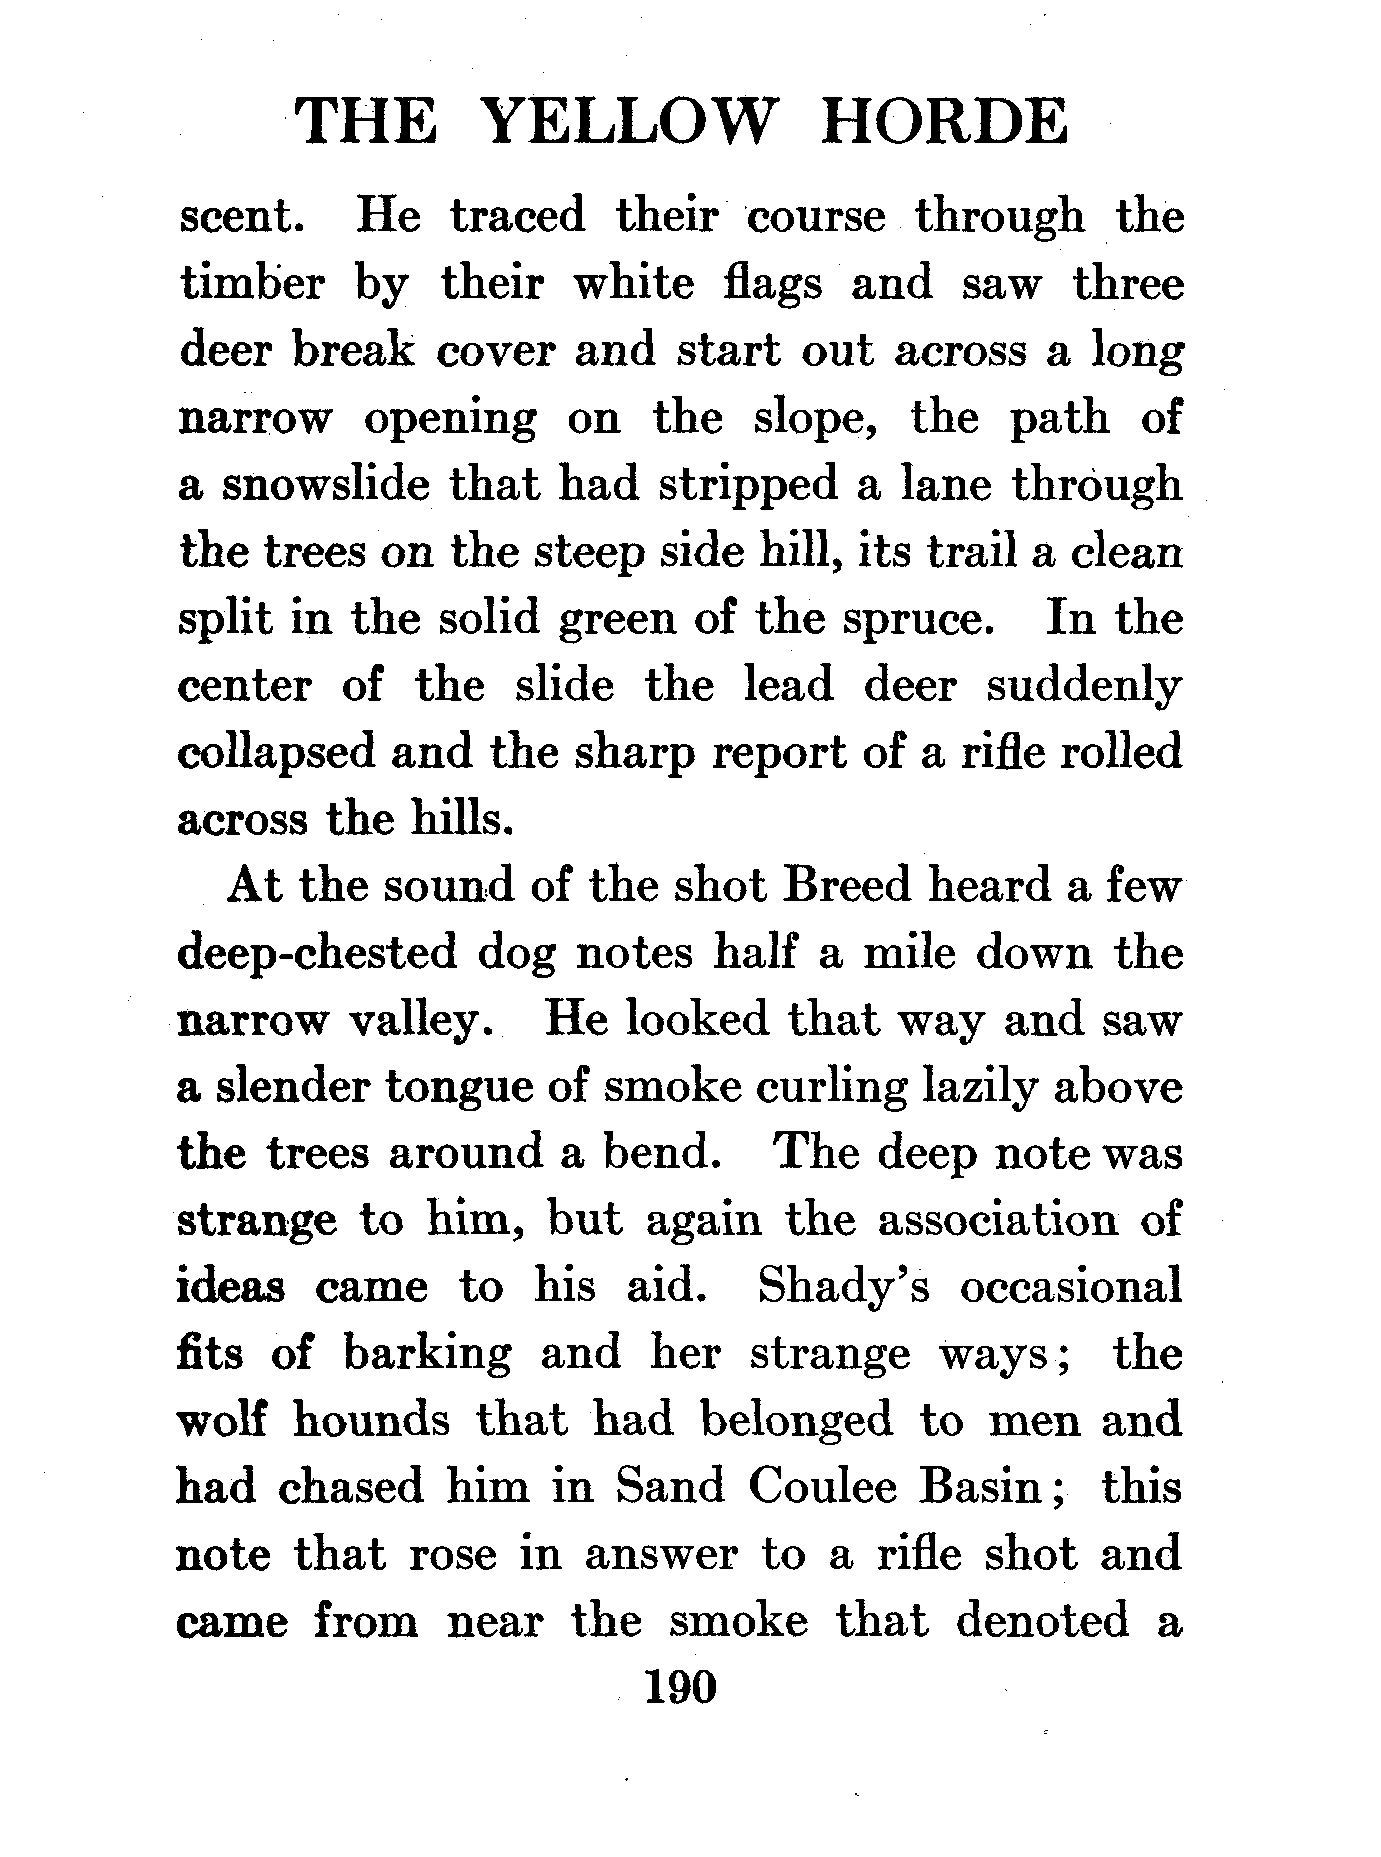 THE YELLOW HORDE
scent. He traced their course through the
timber by their white flags and saw three
deer break cover and start out across a long
narrow opening on the slope, the path of
a snowslide that had stripped a lane through
the trees on the steep side hill, its trail a clean
split in the solid green of the spruce. In the
center of the slide the lead deer suddenly
collapsed and the sharp report of a rifle rolled
across the hills.
At the sound of the shot Breed heard a few
deep-chested dog notes half a mile down the
narrow valley. He looked that way and saw
a slender tongue of smoke curling lazily above
the trees around a bend. The deep note was
strange to him, but again the association of
ideas came to his aid. Shady's occasional
fits of barking and her strange ways; the
wolf hounds that had belonged to men and
had chased him in Sand Coulee Basin; this
note that rose in answer to a rifle shot and
came from near the smoke that denoted a
190